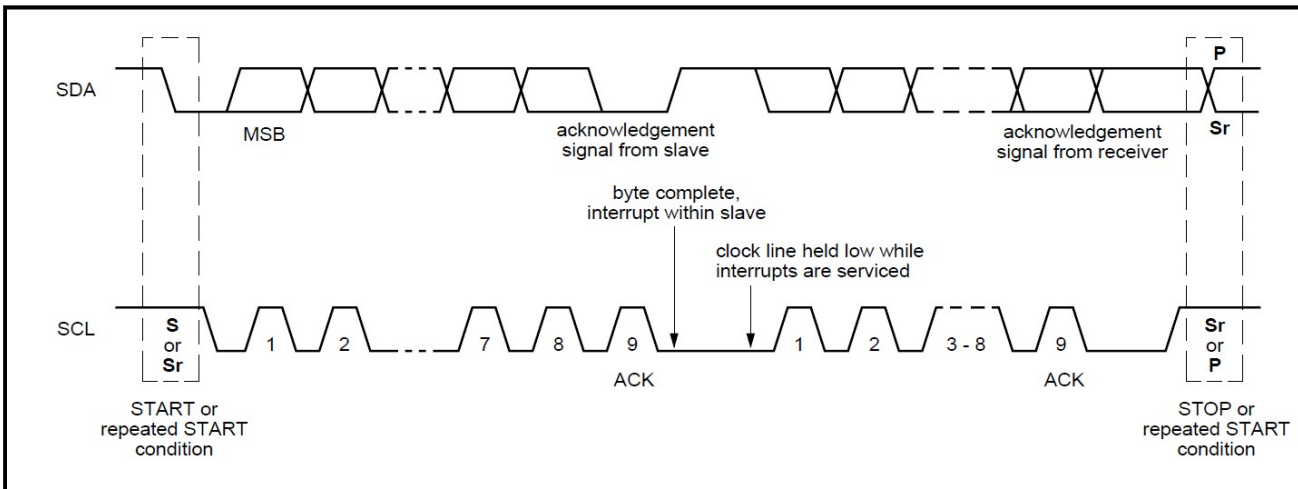 P
SDA
MSB
acknowledgement
signal from slave
acknowledgement
signal from receiver
Sr
byte complete,
interrupt within slave
clock line held low while
interrupts are serviced
SCL
S
or
Sr
1
2
7
8
9
1
2
3 - 8
9
Sr
or
P
ACK
ACK
START or
repeated START
condition
STOP or
repeated START
condition